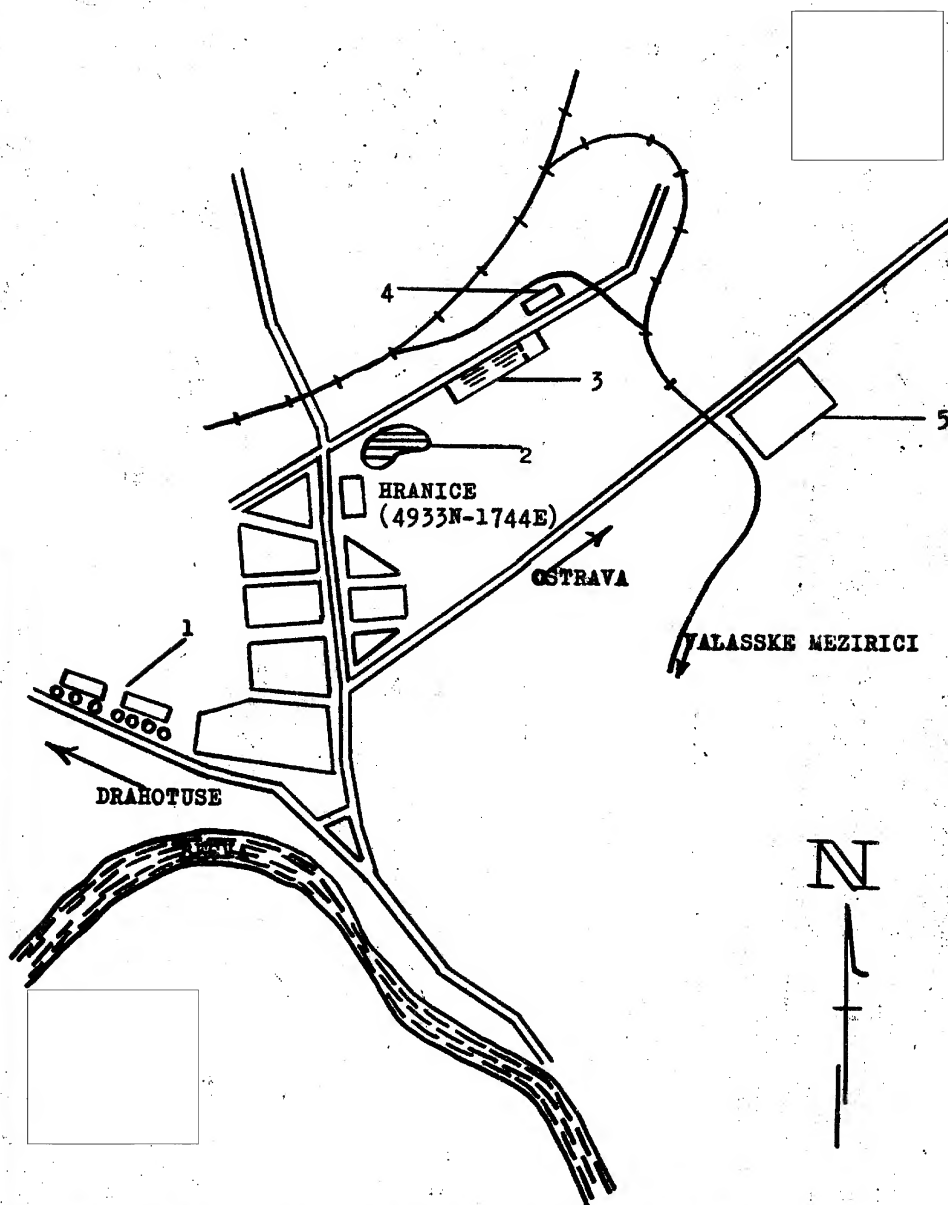 4
3
5
2
HRANICE
(4933N-1744E)
OSTRAVA
1
VALASSKE MEZIRICI
DRAHOTUSE
N